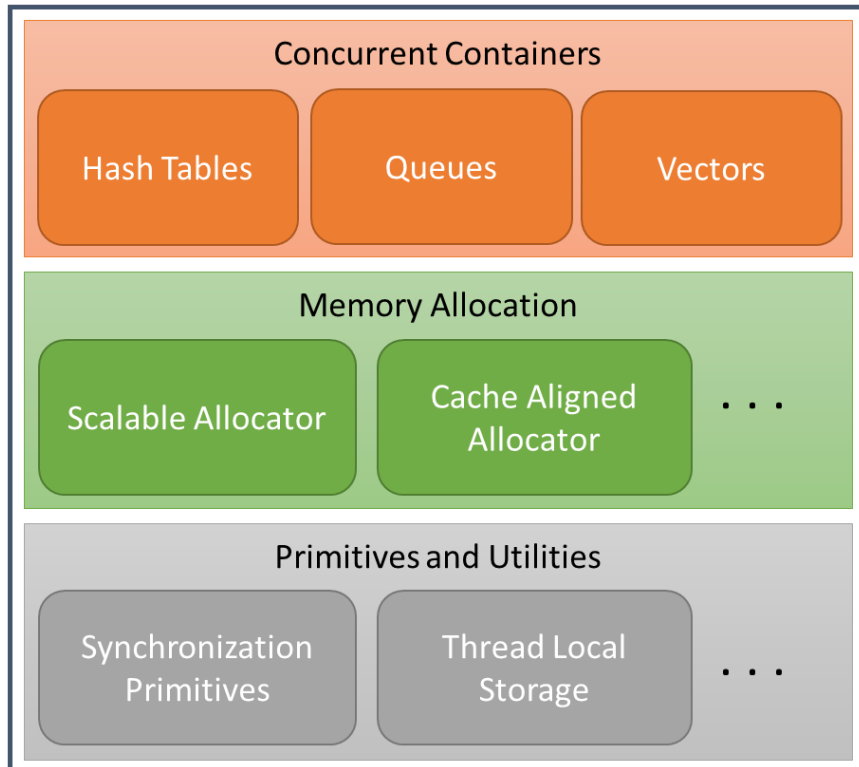 Concurrent Containers
Hash Tables
Queues
Vectors
Memory Allocation
Scalable Allocator
Cache Aligned
Allocator
. . .
Primitives and Utilities
Synchronization
Primitives
Thread Local
Storage
. . .